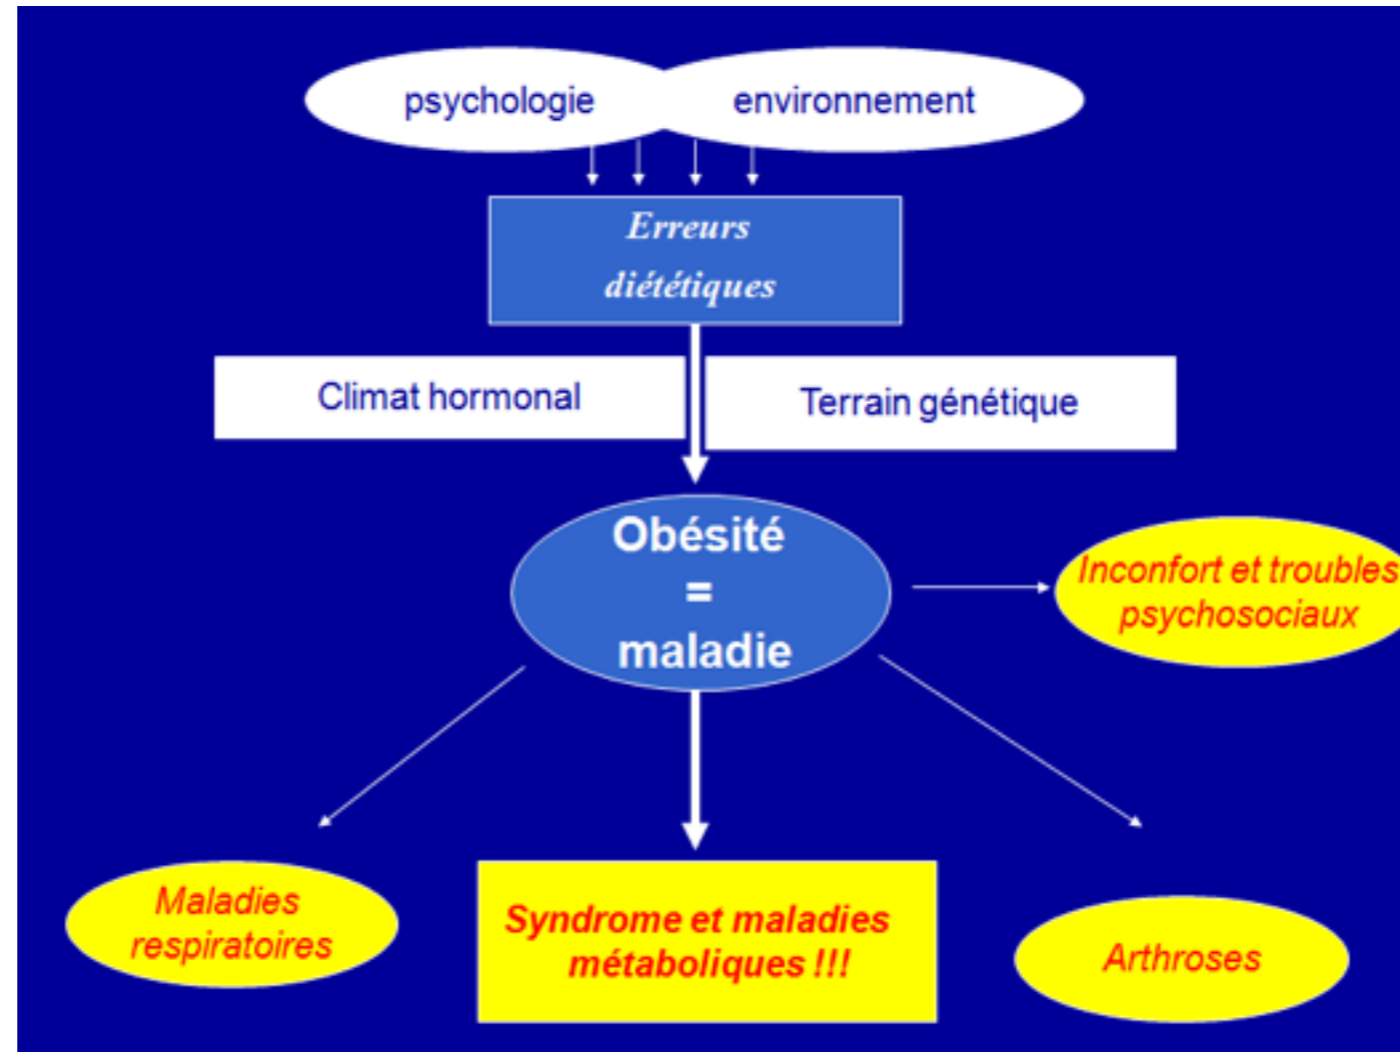 psychologie
environnement
Erreurs
diététiques
Climat hormonal
Terrain génétique
Obésité
=
maladie
Inconfort et troubles
psychosociaux
Maladies
respiratoires
Syndrome et maladies
métaboliques !!!
Arthroses